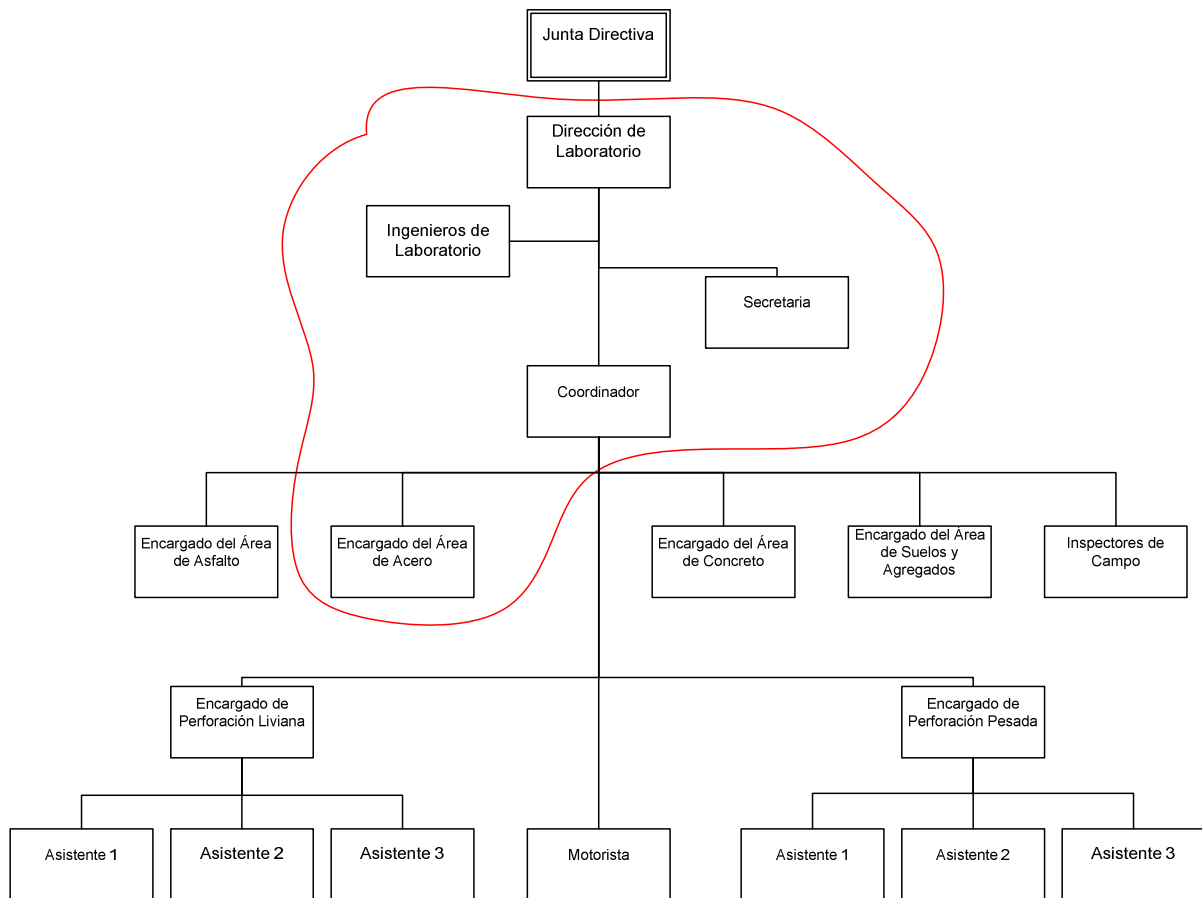 Junta Directiva
Dirección de
Laboratorio
Ingenieros de
Laboratorio
Secretaria
Coordinador
Encargado del Área
de Asfalto
Encargado del Área
de Acero
Encargado del Área
de Concreto
Encargado del Área
de Suelos y
Agregados
Inspectores de
Campo
Encargado de
Perforación Liviana
Encargado de
Perforación Pesada
Asistente 1
Asistente 2
Asistente 3
Motorista
Asistente 1
Asistente 2
Asistente 3